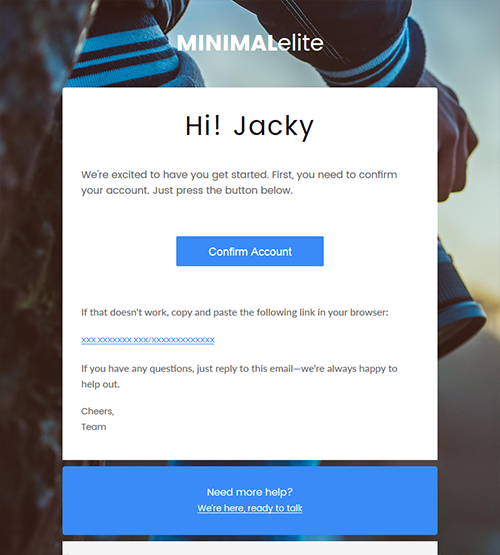 MINIMALelite
Hi! Jacky
We're excited to have you get started. First, you need to confirm
your account. Just press the button below.
Confirm Account
If that doesn't work, copy and paste the following link in your browser:
xxx.xxxxxxx.xxx/xxxxxxxxxxxxx
If you have any questions, just reply to this email—we're always happy to
help out.
Cheers,
Team
Need more help?
We're here, ready to talk